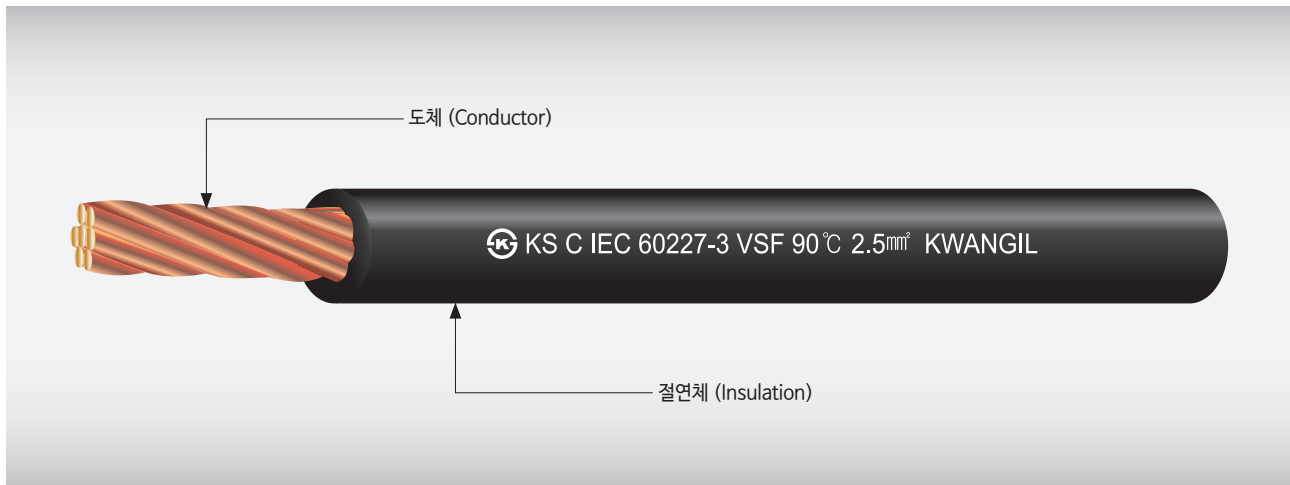 도체 (Conductor)
KS C IEC 60227-3 VSF 90℃ 2.5㎟ KWANGIL
절연체 (Insulation)